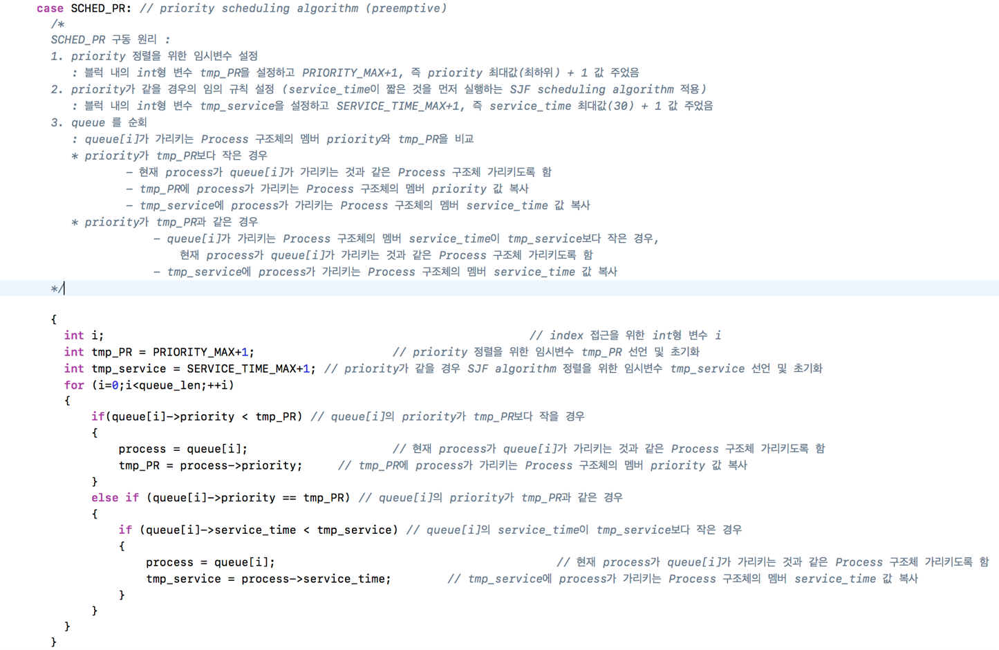 case SCHED_PR: // priority scheduling algorithm (preemptive)
/*
SCHED_PR 구동 원리 :
1. priority 정렬을 위한 임시변수 설정
: 블럭 내의 int형 변수 tmp_PR을 설정하고 PRIORITY_MAX+1, 즉 priority 최대값(최하위) + 1 값 주었음
2. priority가 같을 경우의 임의 규칙 설정 (service_time이 짧은 것을 먼저 실행하는 SJF scheduling algorithm 적용)
: 블럭 내의 int형 변수 tmp_service을 설정하고 SERVICE_TIME_MAX+1, 즉 service_time 최대값(30) + 1 값 주었음
3. queue 를 순회
: queue[i]가 가리키는 Process 구조체의 멤버 priority와 tmp_PR을 비교
* priority가 tmp_PR보다 작은 경우
- 현재 process가 queue[i]가 가리키는 것과 같은 Process 구조체 가리키도록 함
- tmp_PR에 process가 가리키는 Process 구조체의 멤버 priority 값 복사
- tmp_service에 process가 가리키는 Process 구조체의 멤버 service_time 값 복사
* priority가 tmp_PR과 같은 경우
- queue[i]가 가리키는 Process 구조체의 멤버 service_time이 tmp_service보다 작은 경우,
현재 process가 queue[i]가 가리키는 것과 같은 Process 구조체 가리키도록 함
- tmp_service에 process가 가리키는 Process 구조체의 멤버 service_time 값 복사
*/
{
int i; // index 접근을 위한 int형 변수 i
int tmp_PR = PRIORITY_MAX+1; // priority 정렬을 위한 임시변수 tmp_PR 선언 및 초기화
int tmp_service = SERVICE_TIME_MAX+1; // priority가 같을 경우 SJF algorithm 정렬을 위한 임시변수 tmp_service 선언 및 초기화
for (i=0;i<queue_len;++i)
{
if(queue[i]->priority < tmp_PR) // queue[i]의 priority가 tmp_PR보다 작을 경우
{
process = queue[i]; // 현재 process가 queue[i]가 가리키는 것과 같은 Process 구조체 가리키도록 함
tmp_PR = process->priority; // tmp_PR에 process가 가리키는 Process 구조체의 멤버 priority 값 복사
}
else if (queue[i]->priority == tmp_PR) // queue[i]의 priority가 tmp_PR과 같은 경우
{
if (queue[i]->service_time < tmp_service) // queue[i]의 service_time이 tmp_service보다 작은 경우
{
process = queue[i]; // 현재 process가 queue[i]가 가리키는 것과 같은 Process 구조체 가리키도록 함
tmp_service = process->service_time; // tmp_service에 process가 가리키는 Process 구조체의 멤버 service_time 값 복사
}
}
}
}